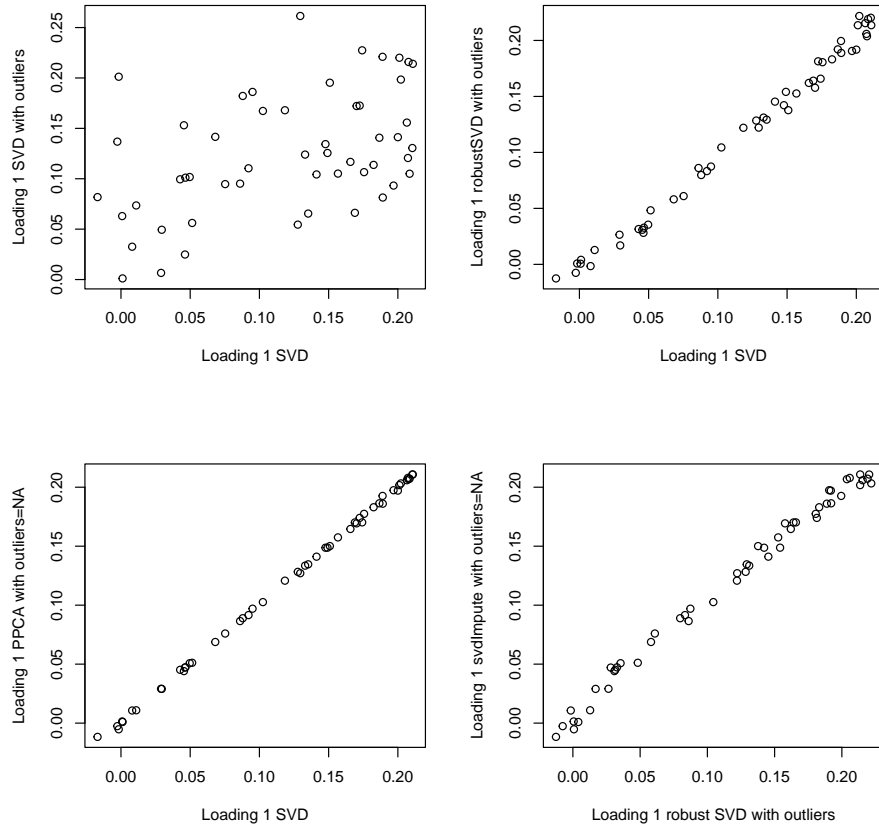 0.00 0.05 0.10 0.15 0.20
0.00 0.05 0.10 0.15 0.20 0.25
Loading 1 SVD
Loading 1 SVD with outliers
0.00 0.05 0.10 0.15 0.20
0.00 0.05 0.10 0.15 0.20
Loading 1 SVD
Loading 1 robustSVD with outliers
0.00 0.05 0.10 0.15 0.20
0.00 0.05 0.10 0.15 0.20
Loading 1 SVD
Loading 1 PPCA with outliers=NA
0.00 0.05 0.10 0.15 0.20
0.00 0.05 0.10 0.15 0.20
Loading 1 robust SVD with outliers
Loading 1 svdImpute with outliers=NA